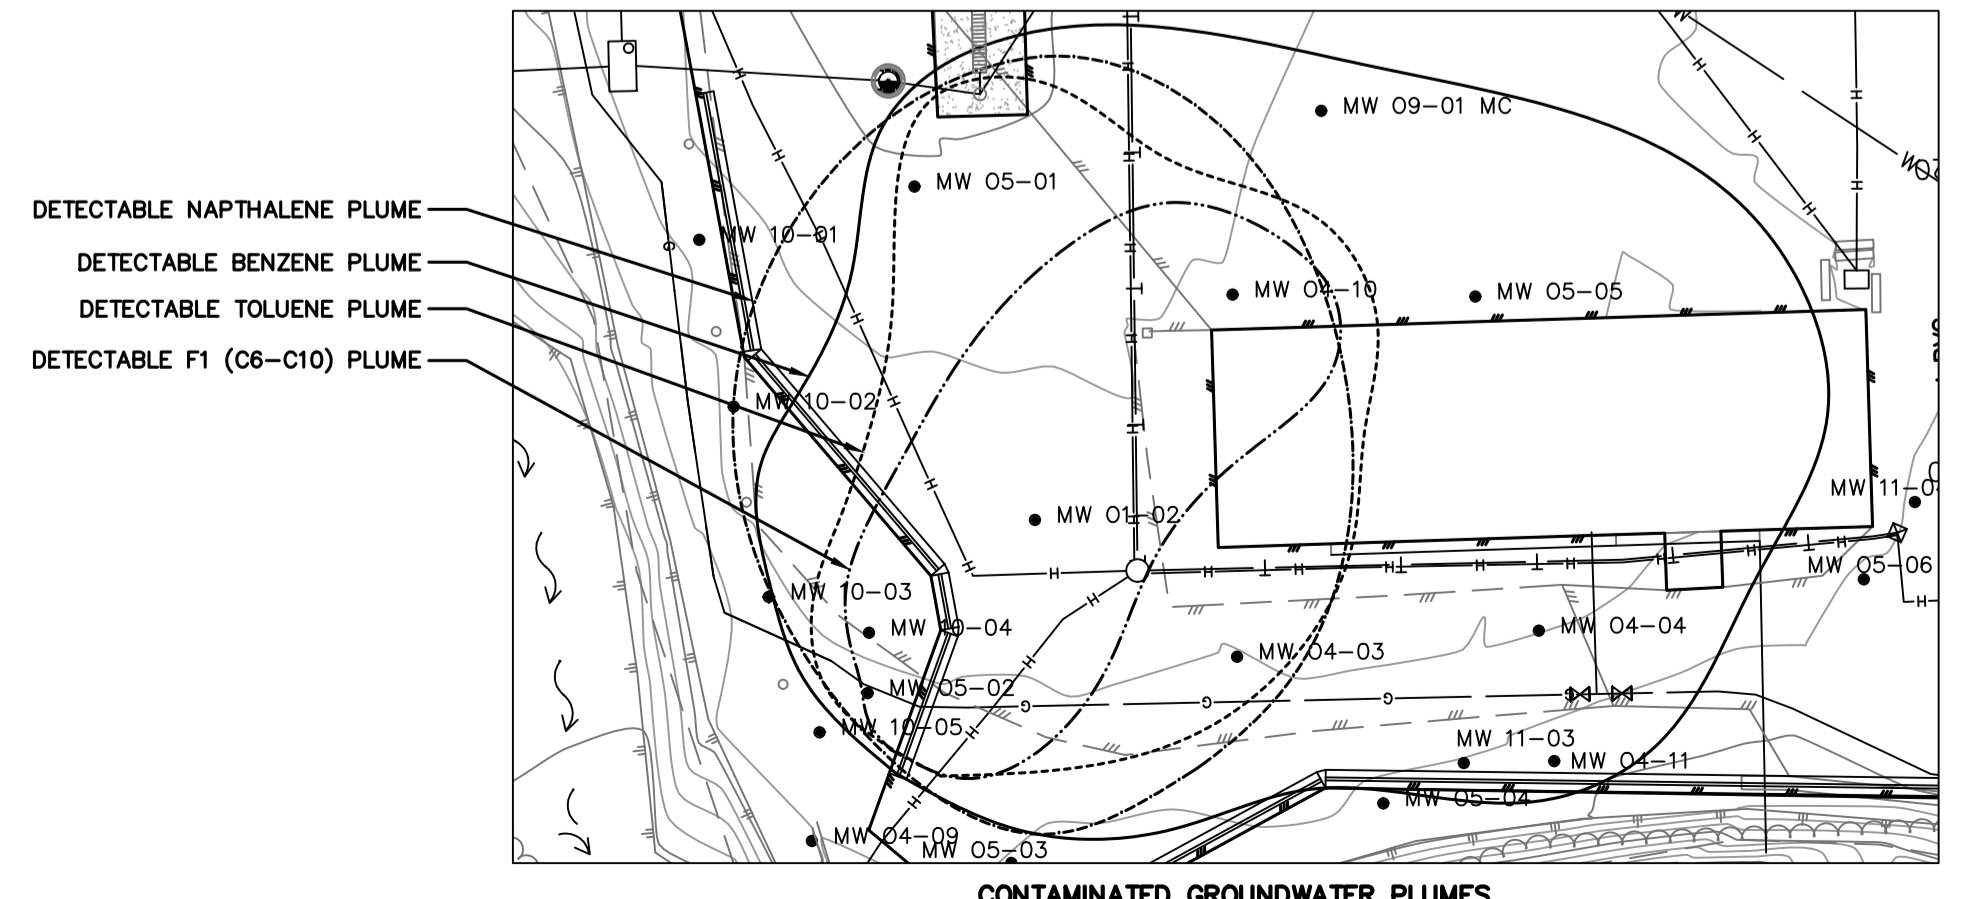 MW 09-01 MC
MW 05-01
DETECTABLE NAPTHALENE PLUME
MW 10-01
DETECTABLE BENZENE PLUME
MW 04-10
MW 05-05
DETECTABLE TOLUENE PLUME
DETECTABLE F1 (C6-C10) PLUME
MW 10-02
MW 01-02
MW 05-06
MW 10-03
MW 10-04
MW 04-04
MW 04-03
MW 05-02
MW 10-05
MW 11-03
MW 04-11
MW 05-04
MW 04-09
MW 05-03
CONTAMINATED GROUNDWATER PLUMES